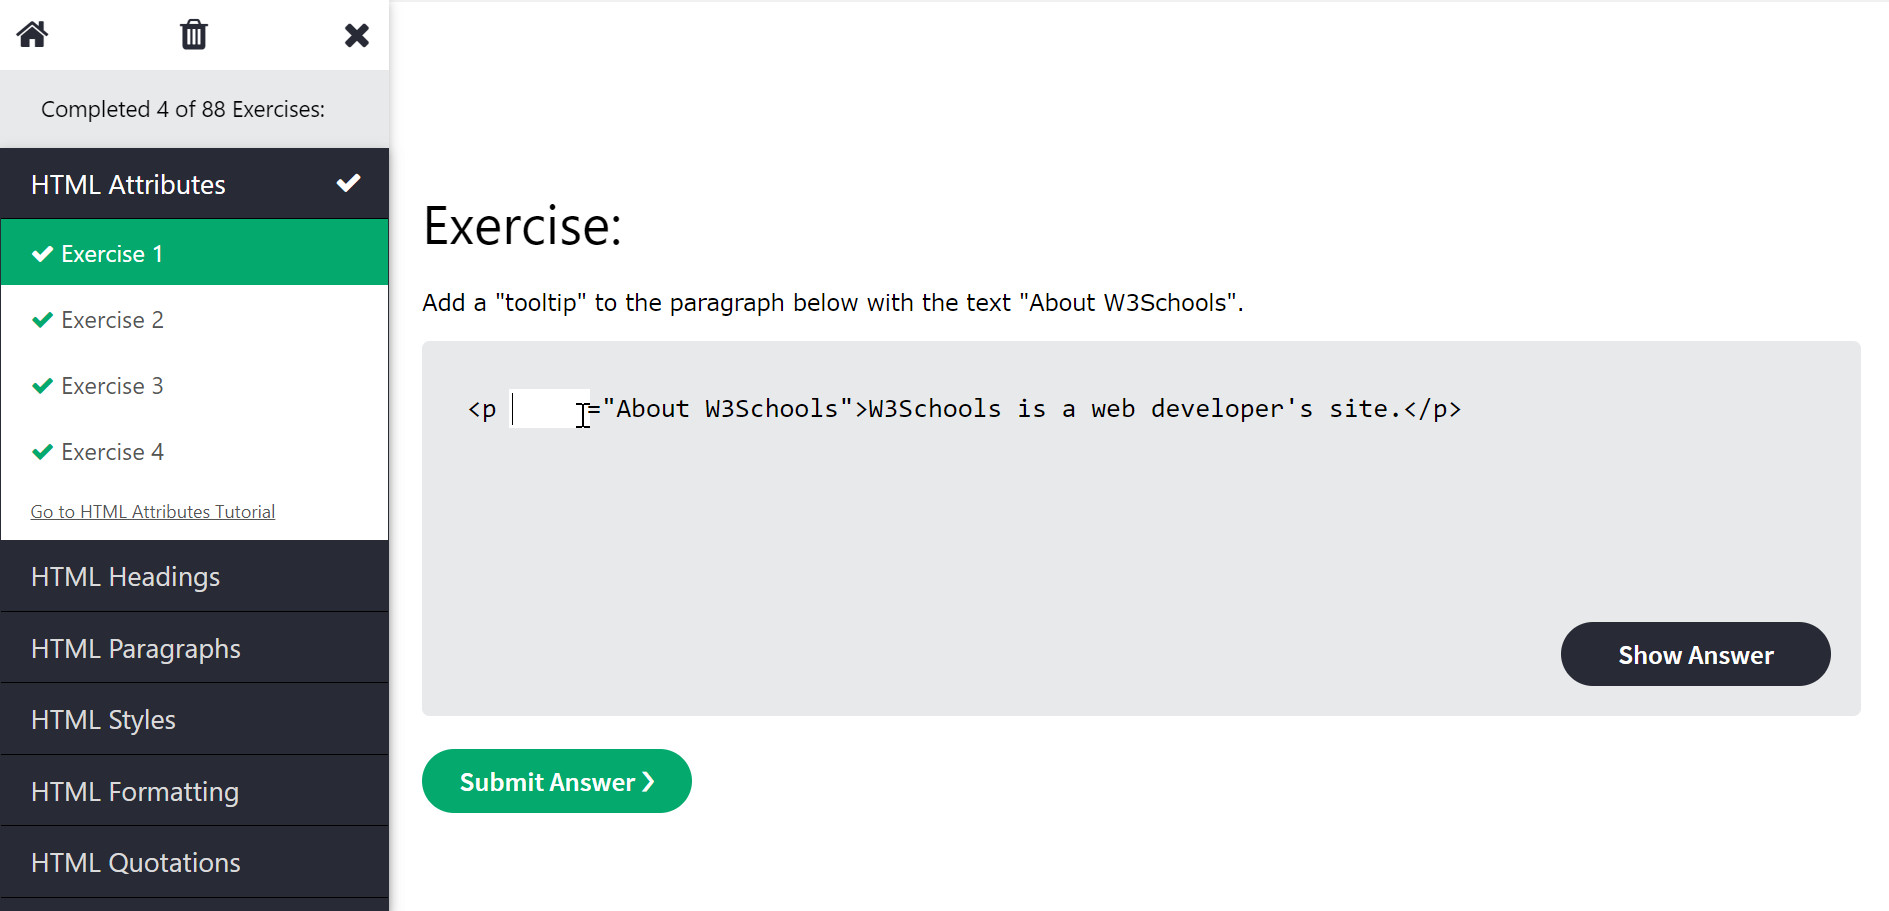 Completed 4 of 88 Exercises:
HTML Attributes
Exercise 1
Exercise 2
Exercise 3
Exercise 4
Go to HTML Attributes Tutorial
HTML Headings
HTML Paragraphs
HTML Styles
HTML Formatting
HTML Quotations
Exercise:
Add a "tooltip" to the paragraph below with the text "About W3Schools".
<p ="About W3Schools">W3Schools is a web developer's site.</p>
Show Answer
Submit Answer ❯